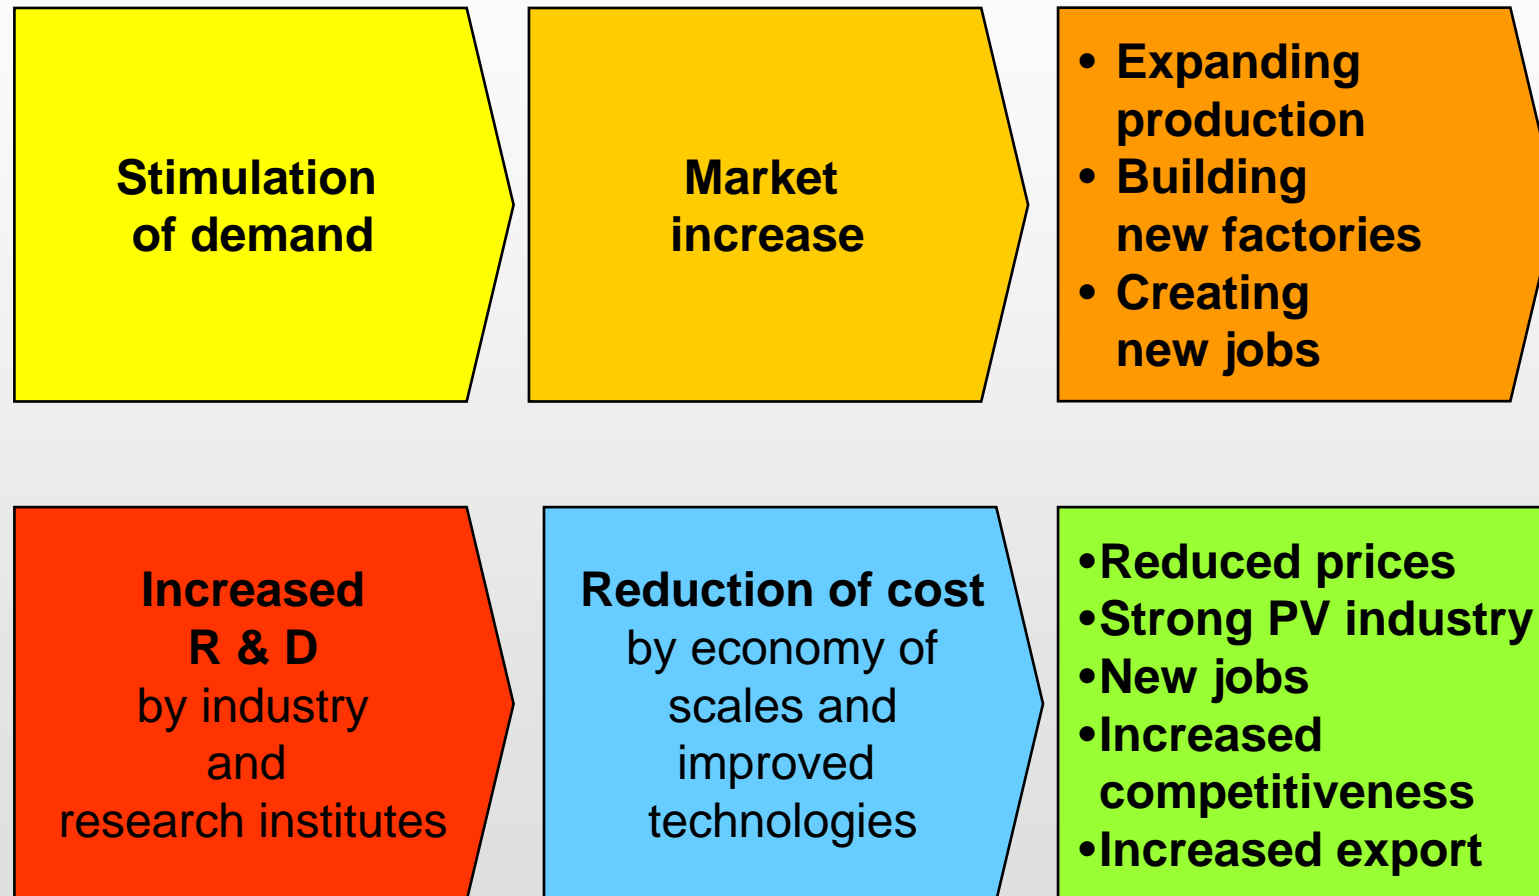 Stimulation
of demand
Market
increase
• Expanding
production
• Building
new factories
• Creating
new jobs
Increased
R & D
by industry
and
research institutes
Reduction of cost
by economy of
scales and
improved
technologies
•Reduced prices
•Strong PV industry
•New jobs
•Increased
competitiveness
•Increased export